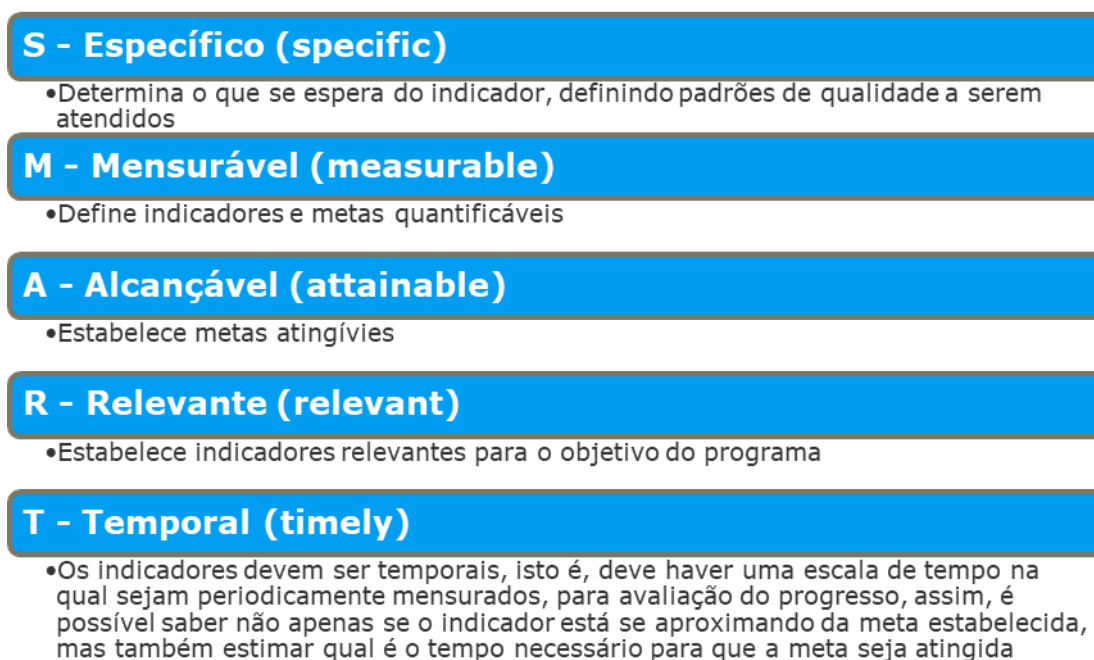 S - Específico (specific)
•Determina o que se espera do indicador, definindo padrões de qualidade a serem
atendidos
M - Mensurável (measurable)
•Define indicadores e metas quantificáveis
A - Alcançável (attainable)
•Estabelece metas atingívies
R - Relevante (relevant)
•Estabelece indicadores relevantes para o objetivo do programa
T - Temporal (timely)
•Os indicadores devem ser temporais, isto é, deve haver uma escala de tempo na
qual sejam periodicamente mensurados, para avaliação do progresso, assim, é
possível saber não apenas se o indicador está se aproximando da meta estabelecida,
mas também estimar qual é o tempo necessário para que a meta seja atingida